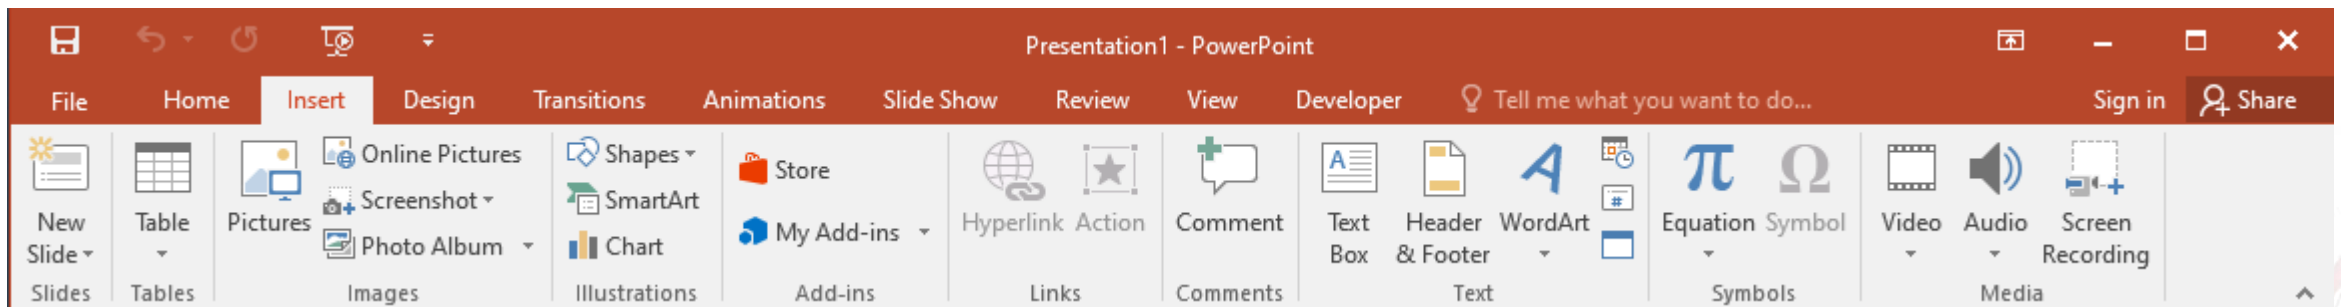 Presentation1 - PowerPoint
File Home Insert Design Transitions Animations Slide Show Review View Developer Tell me what you want to do... Sign in Share
New Slide
Slides
Table
Tables
Pictures
Online Pictures
Screenshot
Photo Album
Images
Shapes
SmartArt
Chart
Illustrations
Store
My Add-ins
Add-ins
Hyperlink
Action
Links
Comment
Comments
Text
Box
Header
& Footer
WordArt
Text
Equation
Symbol
Symbols
Video
Audio
Screen
Recording
Media